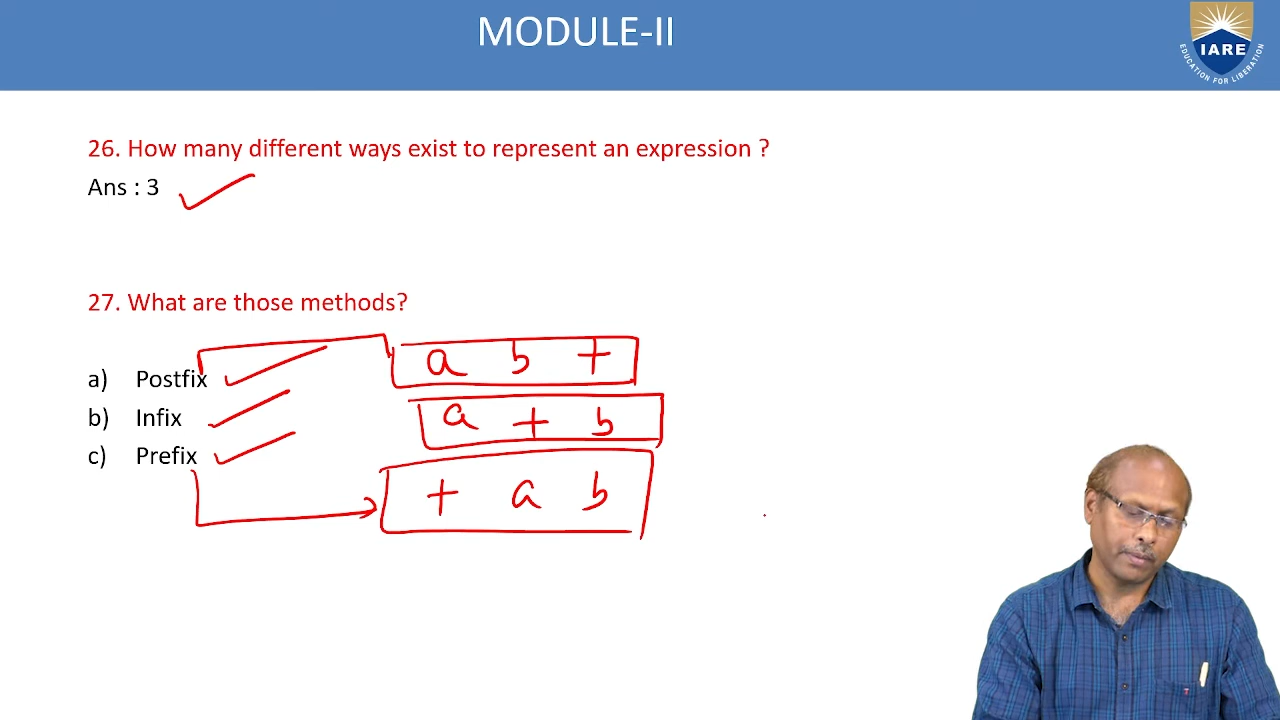 MODULE-II
IARE
EDUCATION FOR LIBERATION
26. How many different ways exist to represent an expression ?
Ans : 3
27. What are those methods?
a) Postfix
a b +
b) Infix
a + b
c) Prefix
+ a b